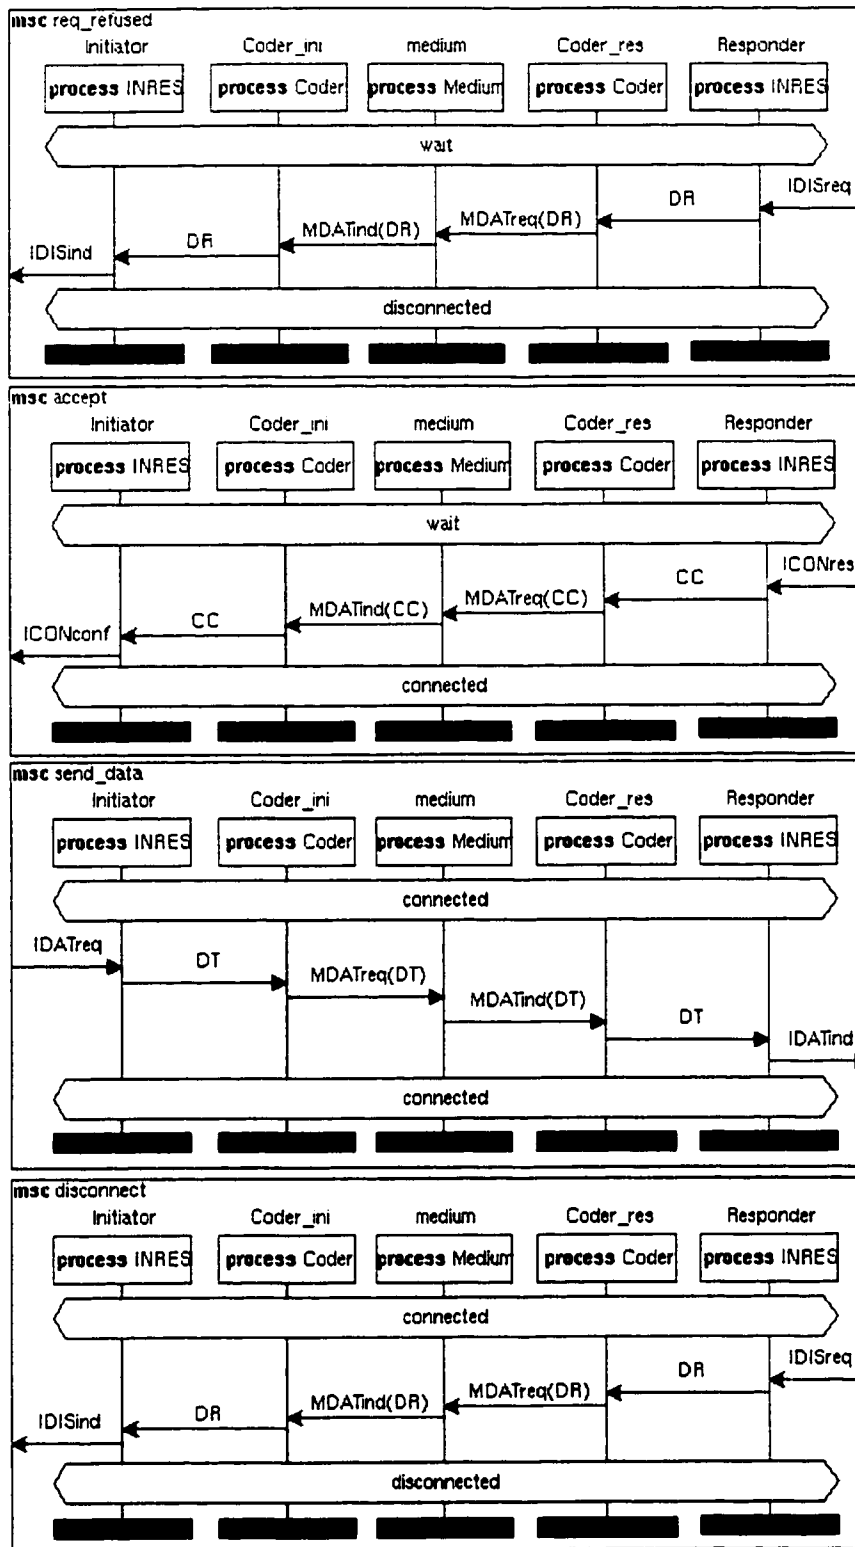 msc req_refused
Initiator Coder_ini medium Coder_res Responder
process INRES process Coder process Medium process Coder process INRES
wait
IDISreq
DR
MDATreq(DR)
MDATind(DR)
DR
IDISind
disconnected
msc accept
Initiator Coder_ini medium Coder_res Responder
process INRES process Coder process Medium process Coder process INRES
wait
ICONres
CC
MDATreq(CC)
MDATind(CC)
CC
ICONconf
connected
msc send_data
Initiator Coder_ini medium Coder_res Responder
process INRES process Coder process Medium process Coder process INRES
connected
IDATreq
DT
MDATreq(DT)
MDATind(DT)
DT
IDATind
connected
msc disconnect
Initiator Coder_ini medium Coder_res Responder
process INRES process Coder process Medium process Coder process INRES
connected
IDISreq
DR
MDATreq(DR)
MDATind(DR)
DR
IDISind
disconnected